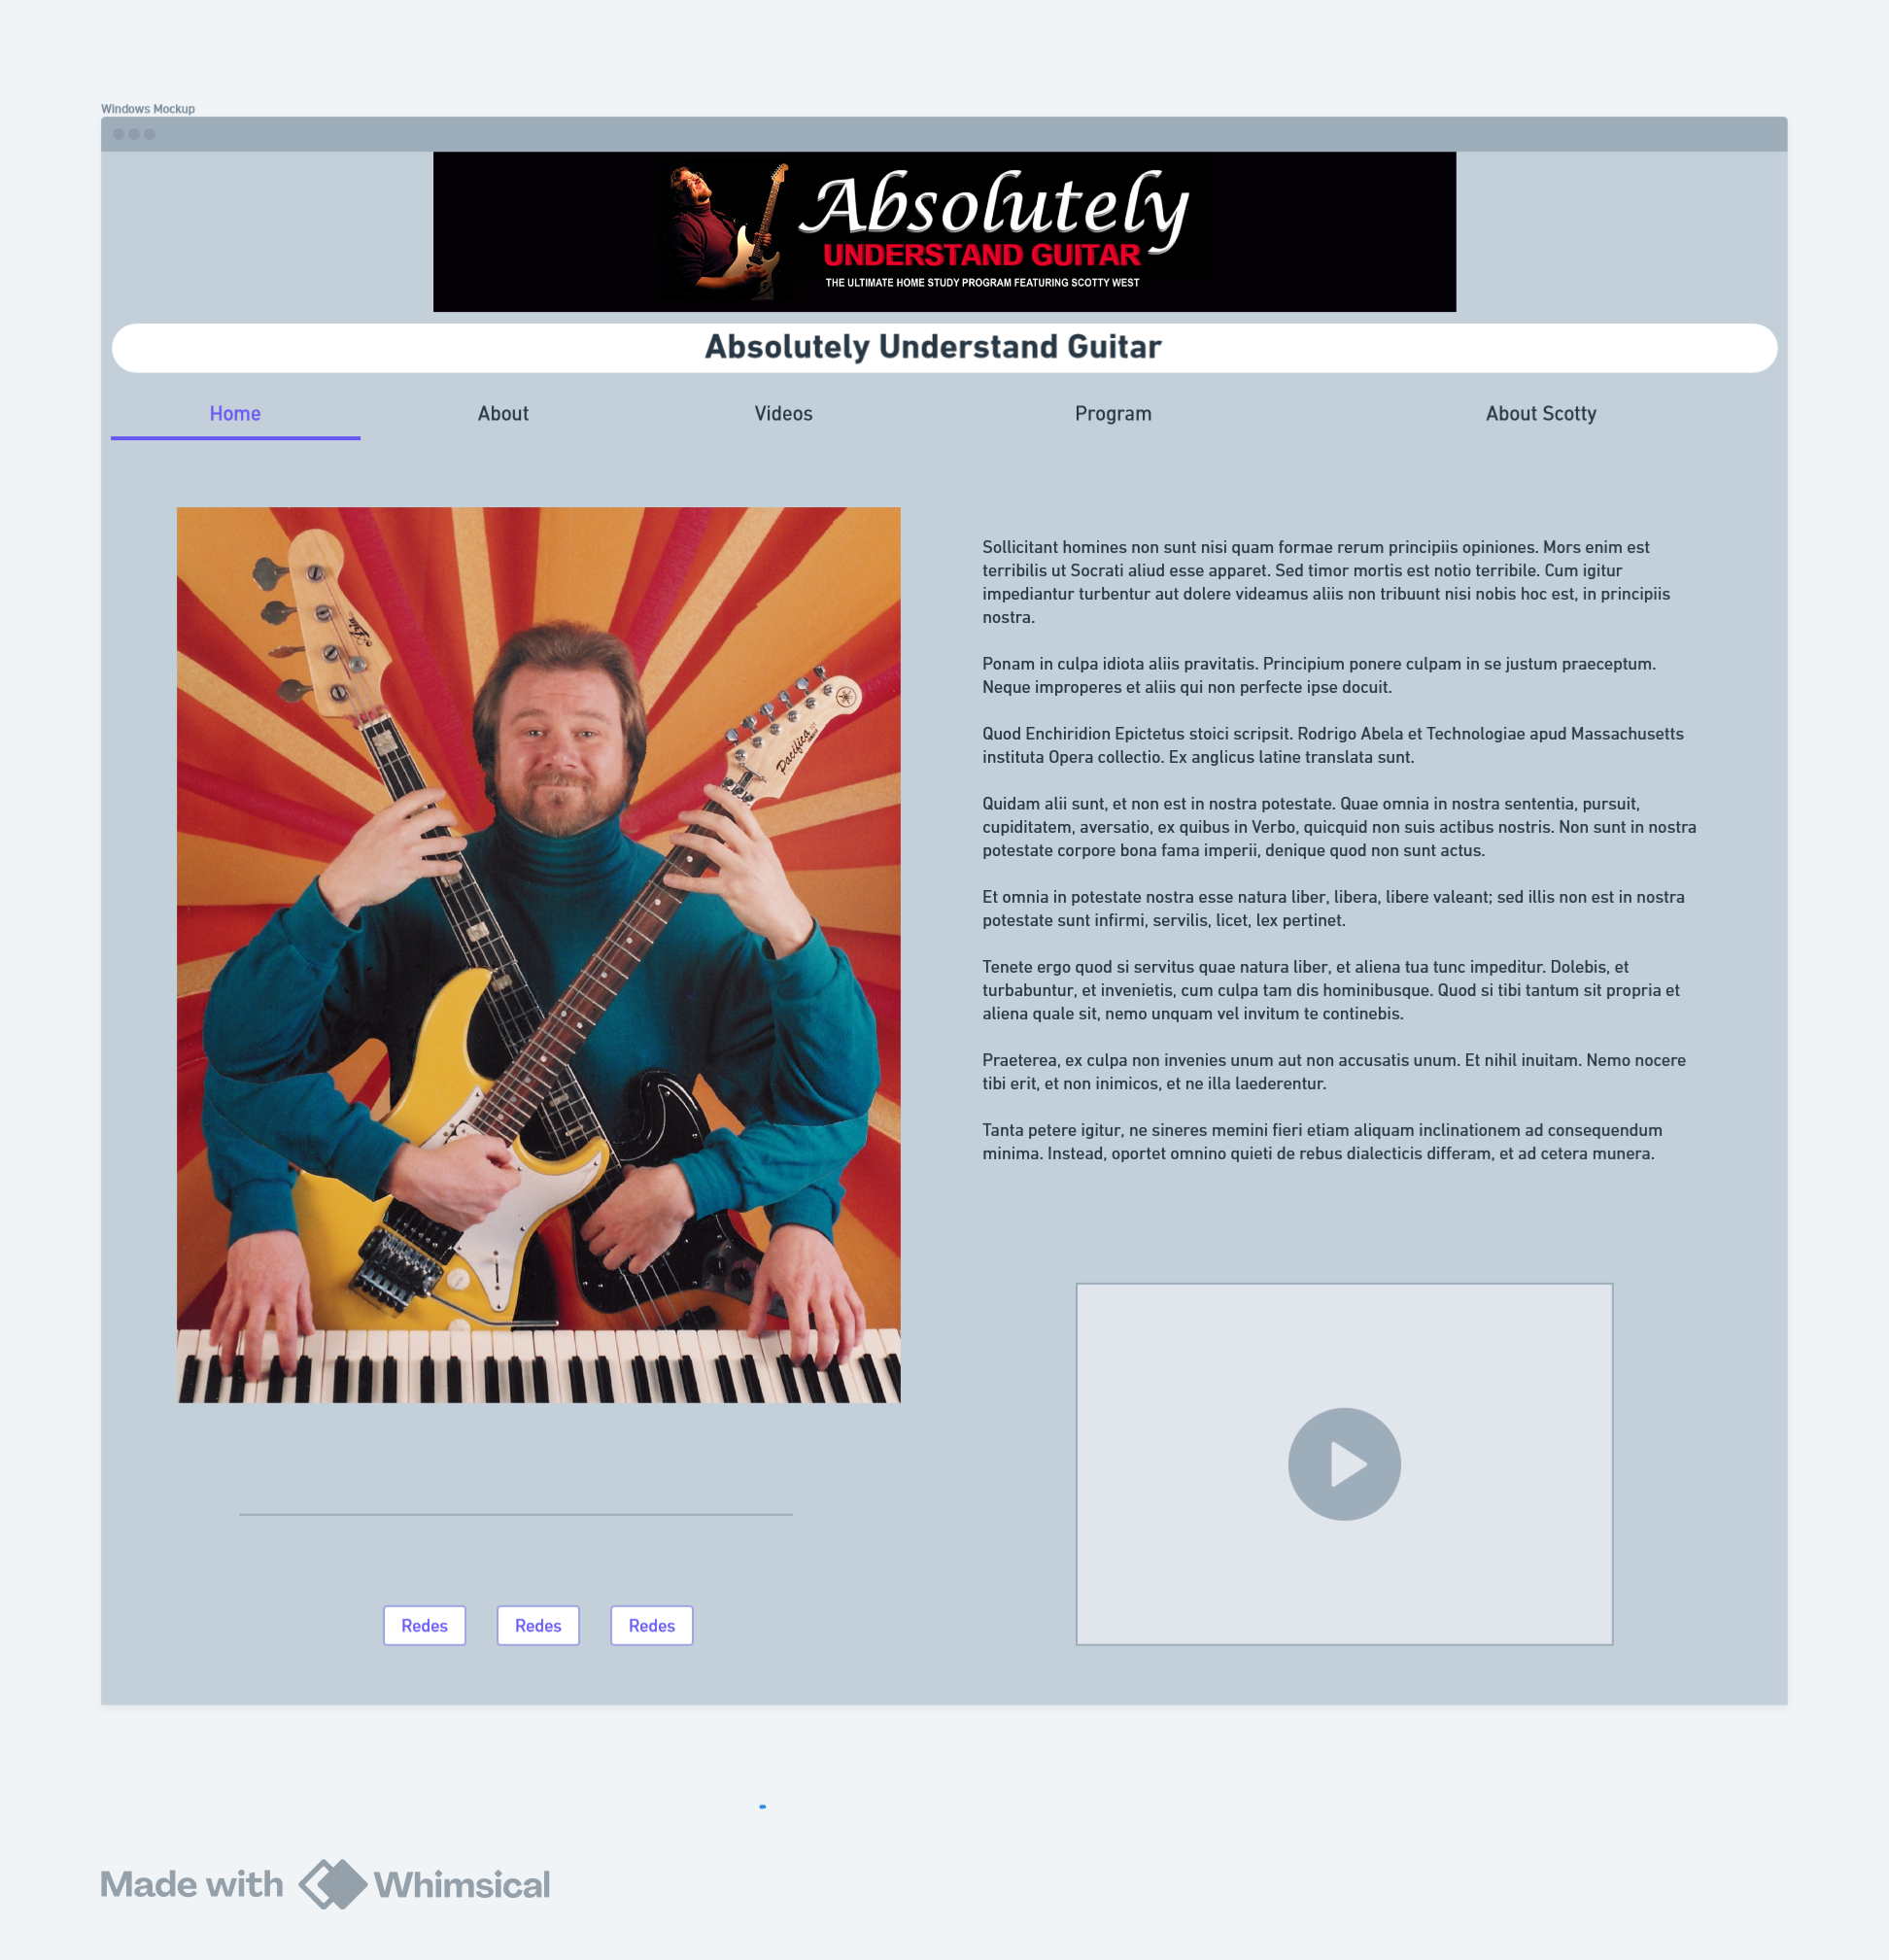 Windows Mockup
Absolutely
UNDERSTAND GUITAR
THE ULTIMATE HOME STUDY PROGRAM FEATURING SCOTTY WEST
Absolutely Understand Guitar
Home About Videos Program About Scotty
Aria
Pacifica
Sollicitant homines non sunt nisi quam formae rerum principiis opiniones. Mors enim est
terribilis ut Socrati aliud esse apparet. Sed timor mortis est notio terribile. Cum igitur
impediantur turbentur aut dolere videamus aliis non tribuunt nisi nobis hoc est, in principiis
nostra.
Ponam in culpa idiota aliis pravitatis. Principium ponere culpam in se justum praeceptum.
Neque improperes et aliis qui non perfecte ipse docuit.
Quod Enchiridion Epictetus stoici scripsit. Rodrigo Abela et Technologiae apud Massachusetts
instituta Opera collectio. Ex anglicus latine translata sunt.
Quidam alii sunt, et non est in nostra potestate. Quae omnia in nostra sententia, pursuit,
cupiditatem, aversatio, ex quibus in Verbo, quicquid non suis actibus nostris. Non sunt in nostra
potestate corpore bona fama imperii, denique quod non sunt actus.
Et omnia in potestate nostra esse natura liber, libera, libere valeant; sed illis non est in nostra
potestate sunt infirmi, servilis, licet, lex pertinet.
Tenete ergo quod si servitus quae natura liber, et aliena tua tunc impeditur. Dolebis, et
turbabuntur, et invenietis, cum culpa tam dis hominibusque. Quod si tibi tantum sit propria et
aliena quale sit, nemo unquam vel invitum te continebis.
Praeterea, ex culpa non invenies unum aut non accusatis unum. Et nihil inuitam. Nemo nocere
tibi erit, et non inimicos, et ne illa laederentur.
Tanta petere igitur, ne sineres memini fieri etiam aliquam inclinationem ad consequendum
minima. Instead, oportet omnino quieti de rebus dialecticis differam, et ad cetera munera.
Redes Redes Redes
Made with Whimsical